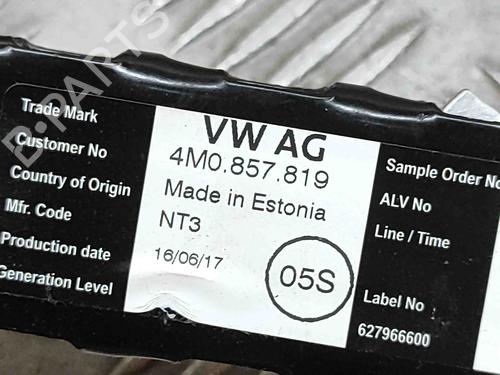 Trade Mark
VW AG
Customer No
4M0.857.819
Country of Origin
Made in Estonia
Mfr. Code
NT3
Production date
16/06/17
Generation Level
05S
Sample Order No
ALV No
Line / Time
Label No
627966600
B-PARTS